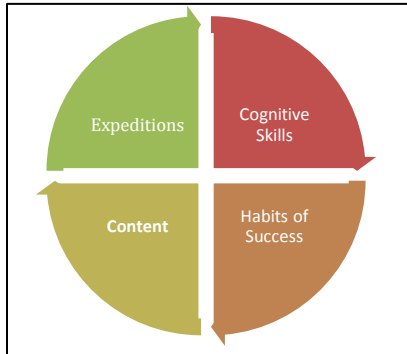 Expeditions
Cognitive
Skills
Content
Habits of
Success